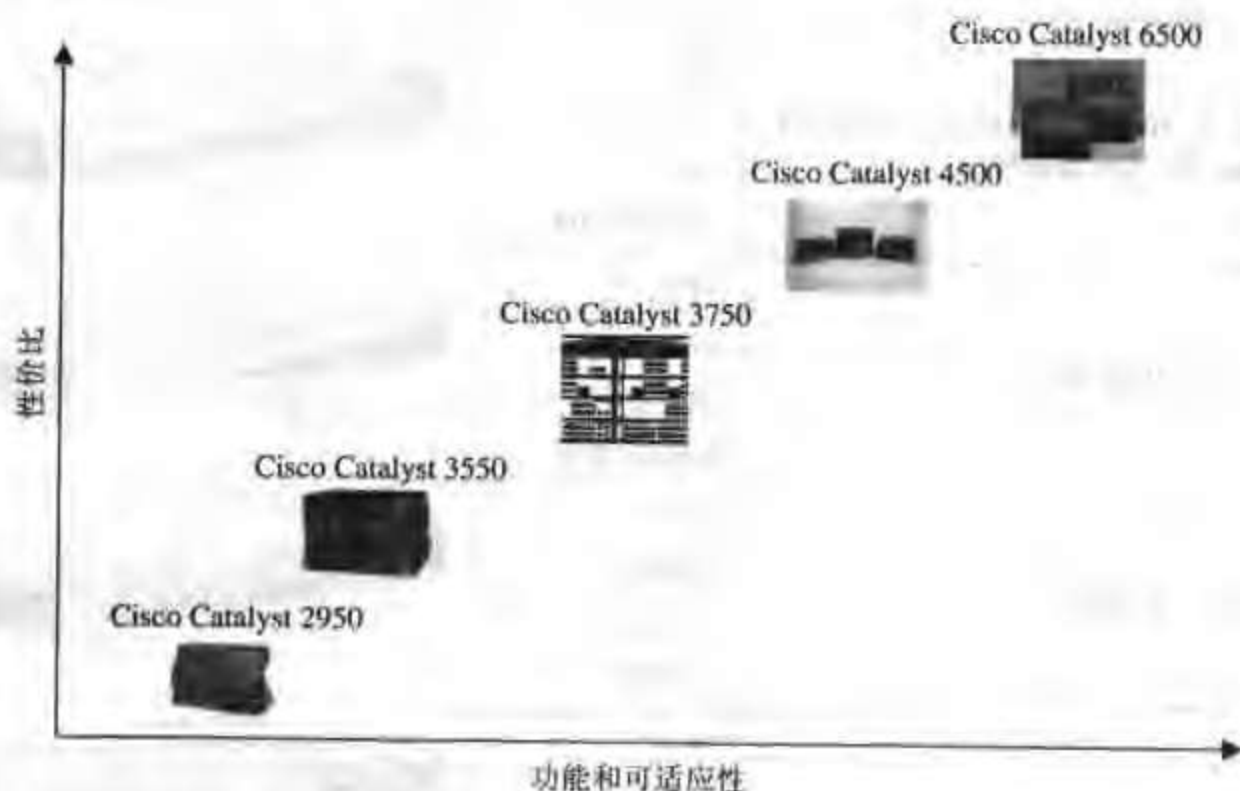 Cisco Catalyst 6500
Cisco Catalyst 4500
Cisco Catalyst 3750
Cisco Catalyst 3550
Cisco Catalyst 2950
性价比
功能和可适应性